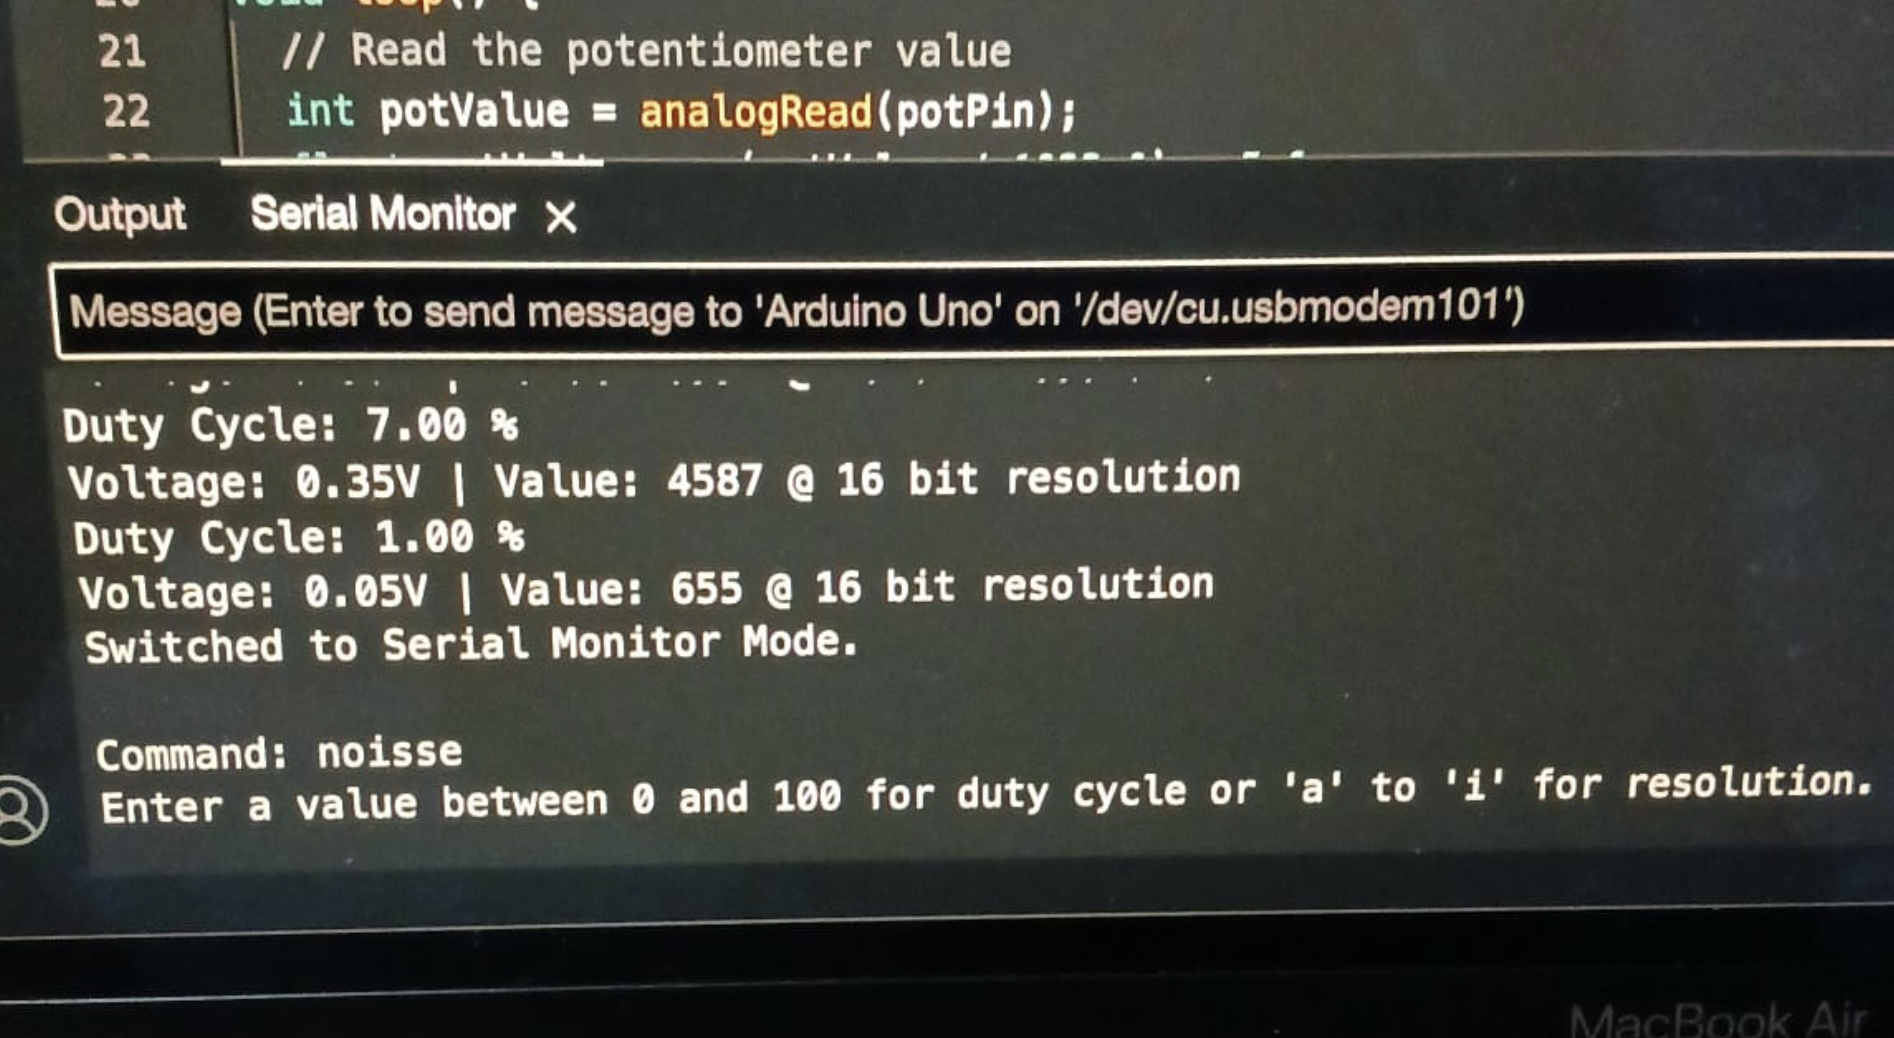 21 // Read the potentiometer value
22 int potValue = analogRead(potPin);
Output Serial Monitor X
Message (Enter to send message to 'Arduino Uno' on '/dev/cu.usbmodem101')
Duty Cycle: 7.00 %
Voltage: 0.35V | Value: 4587 @ 16 bit resolution
Duty Cycle: 1.00 %
Voltage: 0.05V | Value: 655 @ 16 bit resolution
Switched to Serial Monitor Mode.
Command: noisse
Enter a value between 0 and 100 for duty cycle or 'a' to 'i' for resolution.
MacBook Air